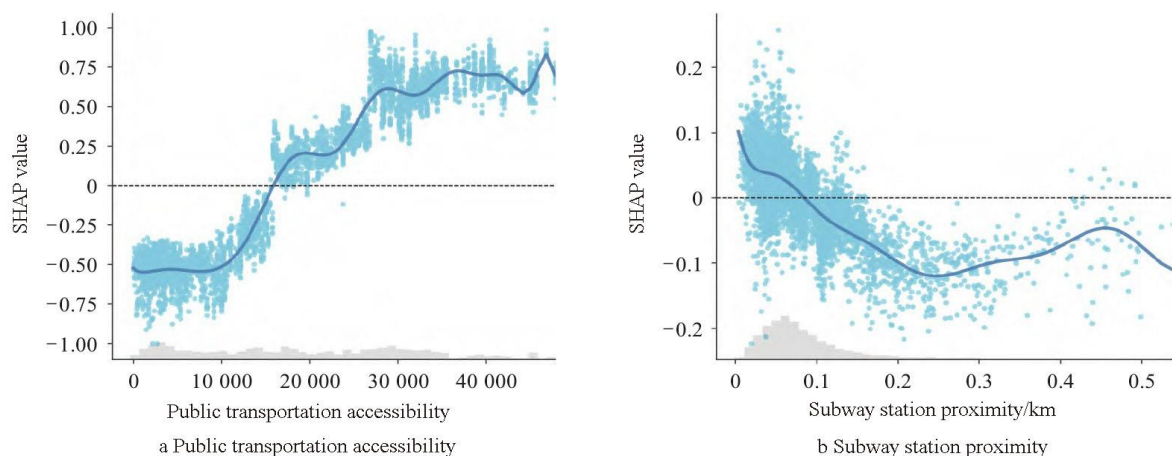 1.00
0.75
0.50
0.25
0
−0.25
−0.50
−0.75
−1.00
SHAP value
0 10 000 20 000 30 000 40 000
Public transportation accessibility
a Public transportation accessibility
0.2
0.1
0
−0.1
−0.2
SHAP value
0 0.1 0.2 0.3 0.4 0.5
Subway station proximity/km
b Subway station proximity